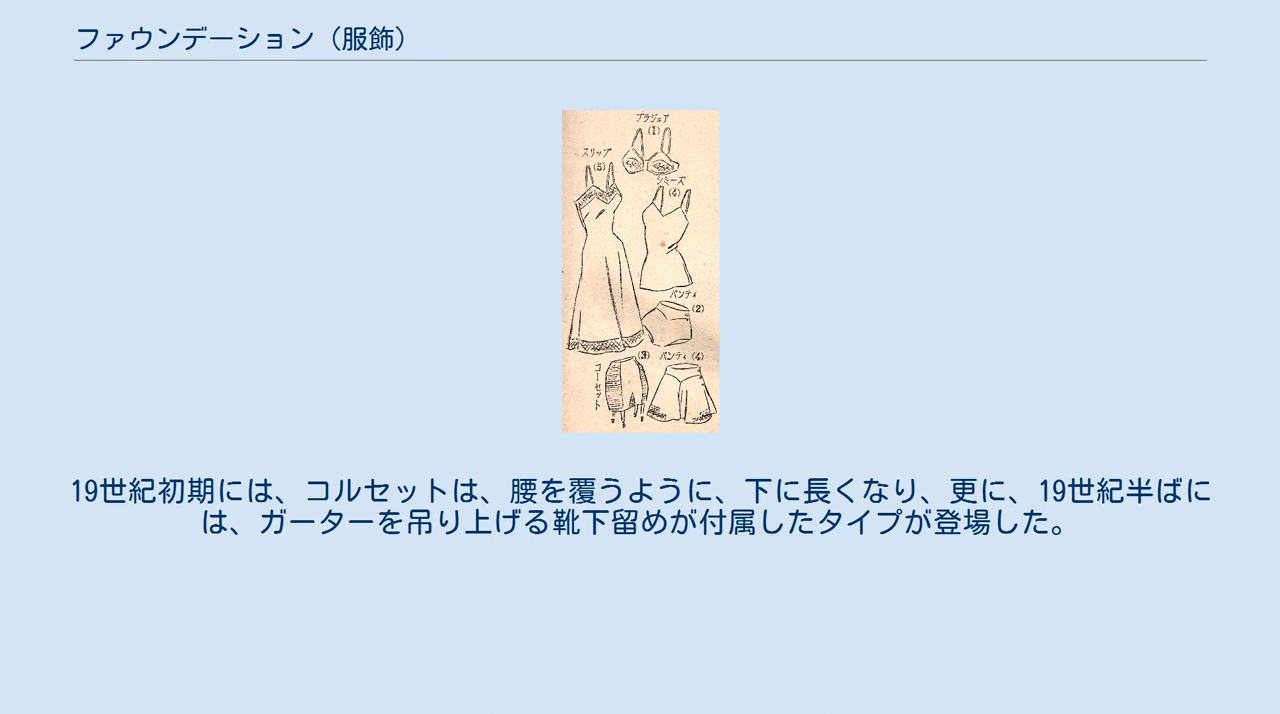 ファウンデーション（服飾）
ブラジェア
(1)
スリップ
(5)
シミーズ
(4)
パンティ
(2)
(3)
パンティ (4)
コーセット
19世紀初期には、コルセットは、腰を覆うように、下に長くなり、更に、19世紀半ばに
は、ガーターを吊り上げる靴下留めが付属したタイプが登場した。